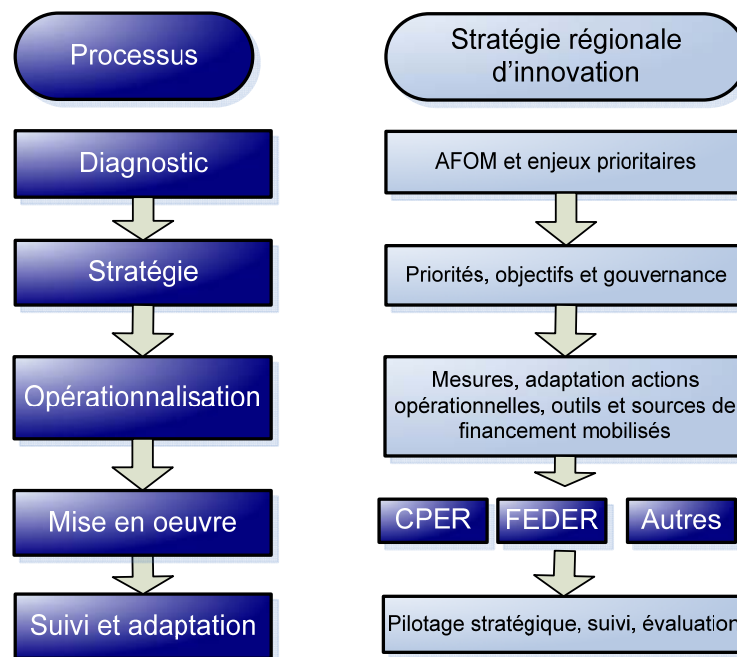 Processus
Stratégie régionale
d'innovation
Diagnostic
AFOM et enjeux prioritaires
Stratégie
Priorités, objectifs et gouvernance
Opérationnalisation
Mesures, adaptation actions
opérationnelles, outils et sources de
financement mobilisés
Mise en oeuvre
CPER
FEDER
Autres
Suivi et adaptation
Pilotage stratégique, suivi, évaluation